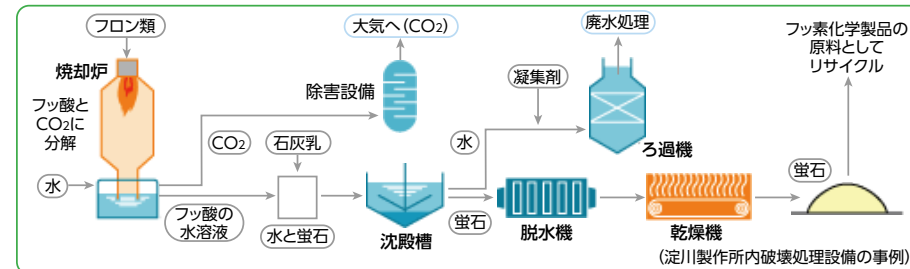 フロン類
焼却炉
フッ酸と
CO₂に
分解
水
CO₂
フッ酸の
水溶液
石灰乳
水と蛍石
大気へ(CO₂)
除害設備
沈殿槽
水
蛍石
凝集剤
廃水処理
ろ過機
脱水機
乾燥機
蛍石
フッ素化学製品の
原料として
リサイクル
(淀川製作所内破壊処理設備の事例)